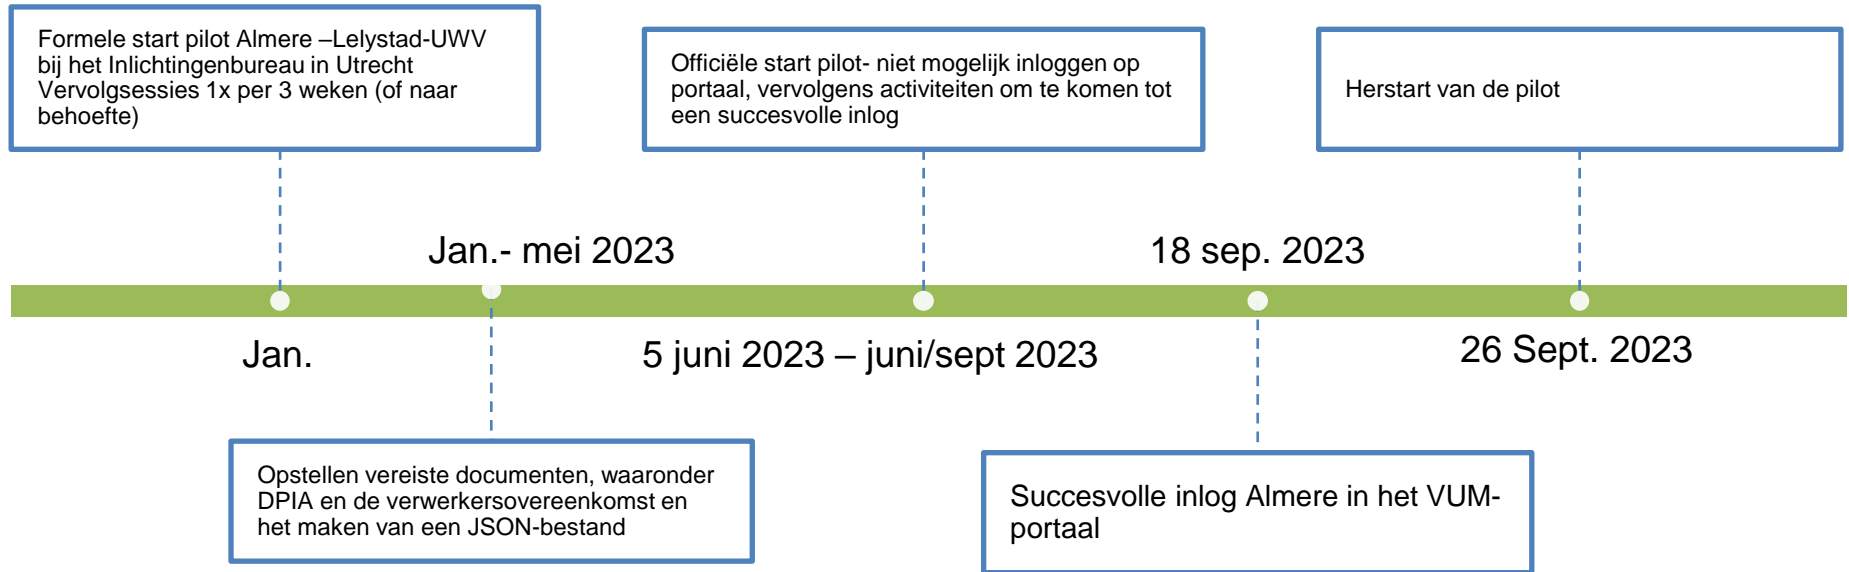 Formele start pilot Almere –Lelystad-UWV
bij het Inlichtingenbureau in Utrecht
Vervolgsessies 1x per 3 weken (of naar
behoefte)
Officiële start pilot- niet mogelijk inloggen op
portaal, vervolgens activiteiten om te komen tot
een succesvolle inlog
Herstart van de pilot
Jan.- mei 2023
18 sep. 2023
Jan.
5 juni 2023 – juni/sept 2023
26 Sept. 2023
Opstellen vereiste documenten, waaronder
DPIA en de verwerkersovereenkomst en
het maken van een JSON-bestand
Succesvolle inlog Almere in het VUM-
portaal